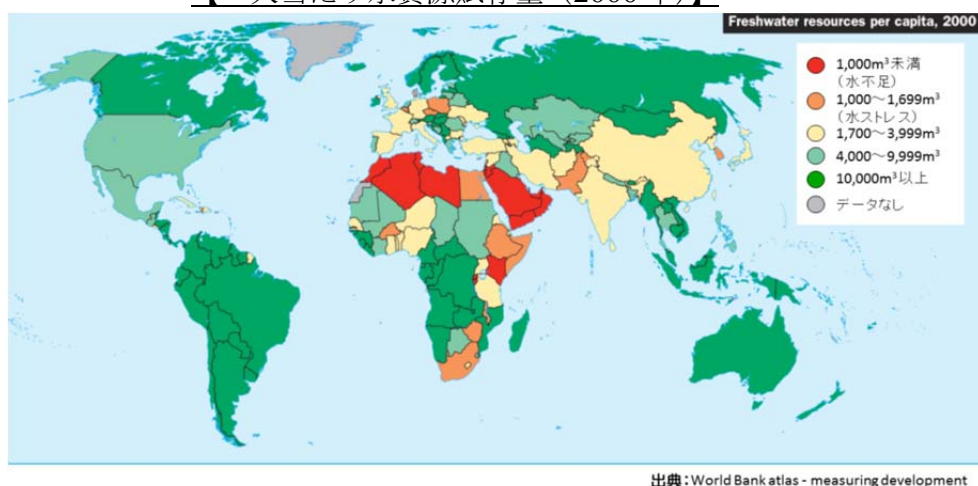 Freshwater resources per capita, 2000
1,000m³未満
(水不足)
1,000〜1,699m³
(水ストレス)
1,700〜3,999m³
4,000〜9,999m³
10,000m³以上
データなし
出典：World Bank atlas - measuring development